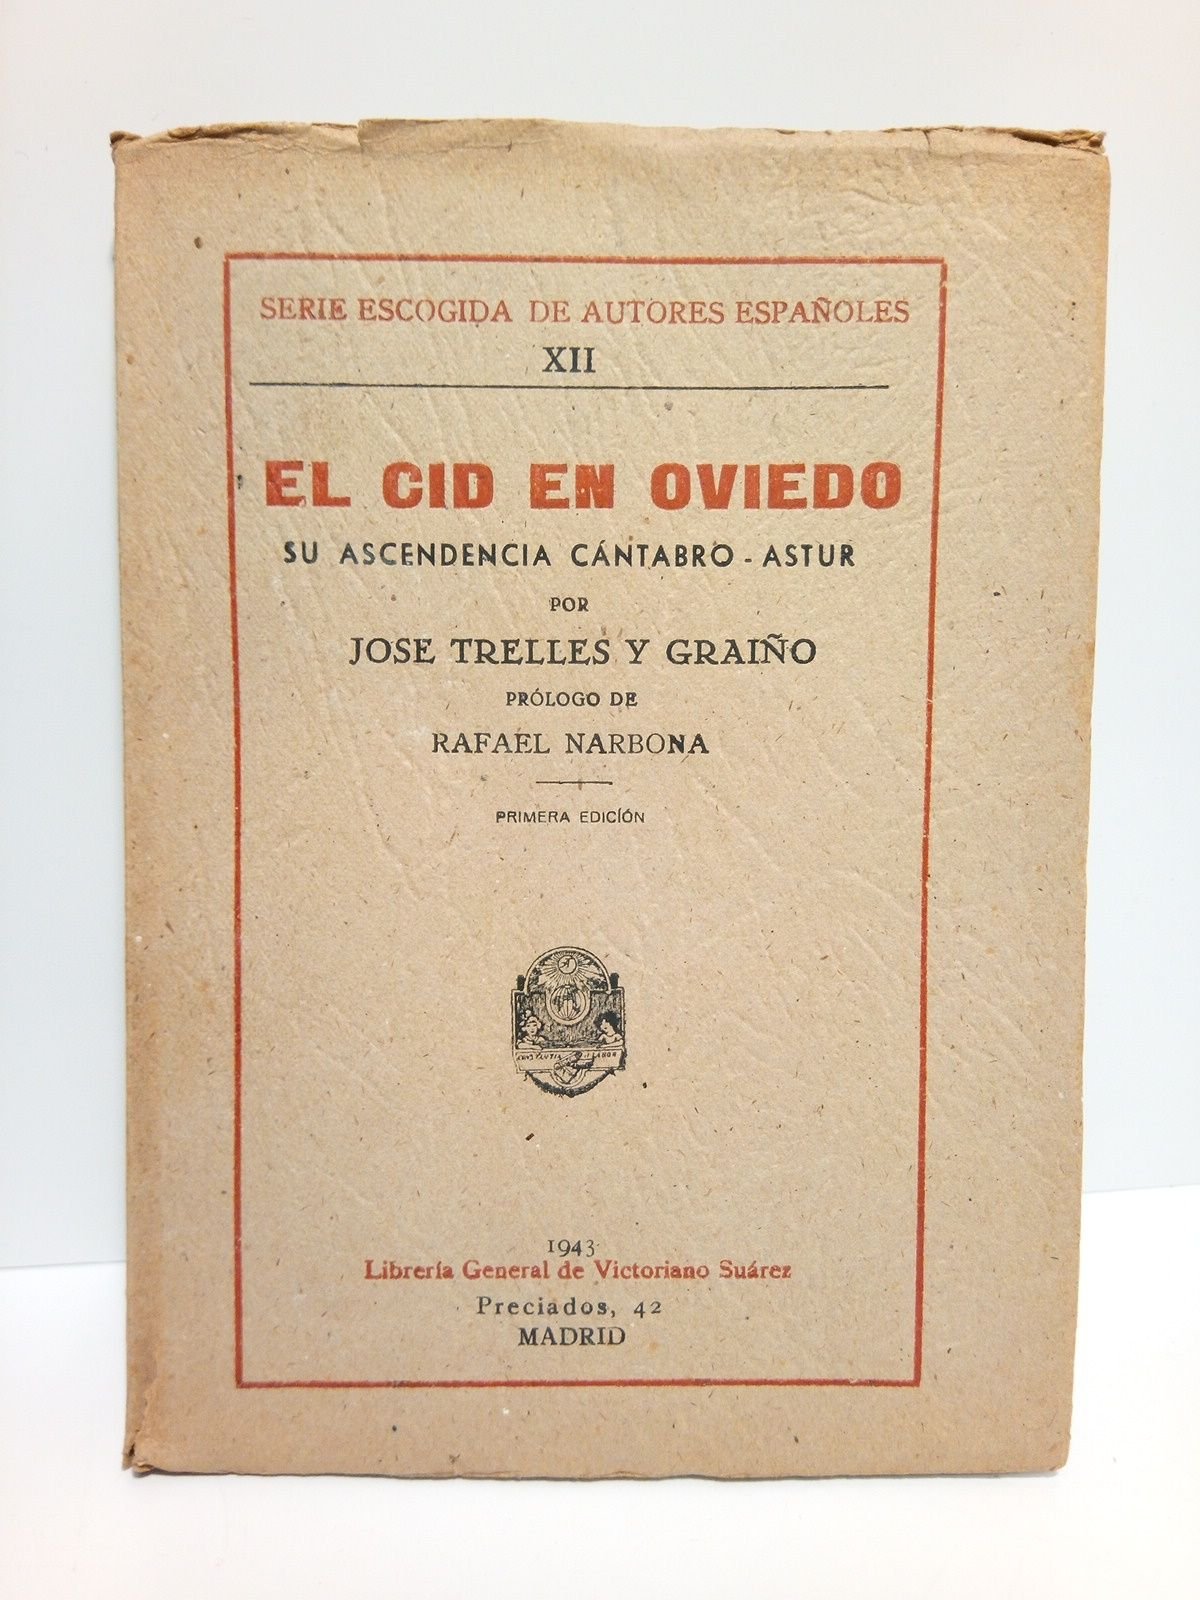 SERIE ESCOGIDA DE AUTORES ESPAÑOLES
XII
EL CID EN OVIEDO
SU ASCENDENCIA CÁNTABRO - ASTUR
POR
JOSE TRELLES Y GRAIÑO
PRÓLOGO DE
RAFAEL NARBONA
PRIMERA EDICÍÓN
1943
Librería General de Victoriano Suárez
Preciados, 42
MADRID